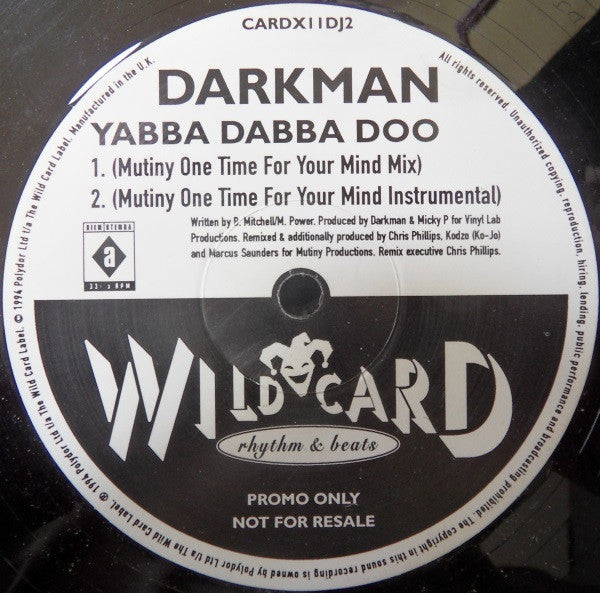 CARDX11DJ2
DARKMAN
YABBA DABBA DOO
1. (Mutiny One Time For Your Mind Mix)
2. (Mutiny One Time For Your Mind Instrumental)
Written by B. Mitchell/M. Power. Produced by Darkman & Micky P for Vinyl Lab
Productions. Remixed & additionally produced by Chris Phillips, Kodzo (Ko-Jo)
and Marcus Saunders for Mutiny Productions. Remix executive Chris Phillips.
BIEM/STEMRA
a
RPM
WILD CARD
rhythm & beats
PROMO ONLY
NOT FOR RESALE
℗ 1994 Polydor Ltd t/a The Wild Card Label. © 1994 Polydor Ltd t/a The Wild Card Label. Manufactured in the U.K.
All rights reserved. Unauthorized copying, reproduction, hiring, lending, public performance and broadcasting prohibited. The copyright in this sound recording is owned by Polydor Ltd t/a The Wild Card Label.